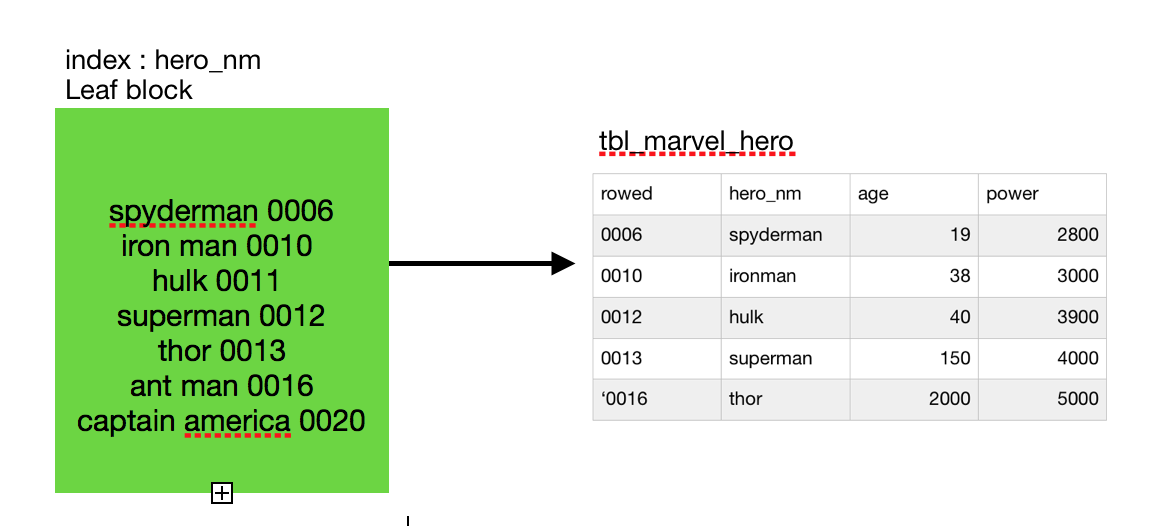 index : hero_nm
Leaf block
spyderman 0006
iron man 0010
hulk 0011
superman 0012
thor 0013
ant man 0016
captain america 0020
tbl_marvel_hero
rowed hero_nm age power
0006 spyderman 19 2800
0010 ironman 38 3000
0012 hulk 40 3900
0013 superman 150 4000
‘0016 thor 2000 5000